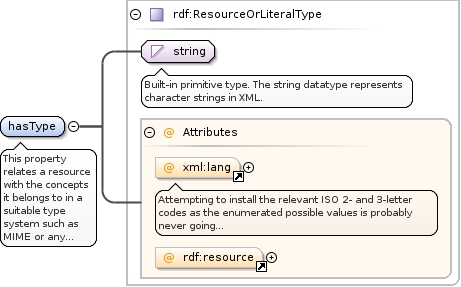 rdf:ResourceOrLiteralType
string
Built-in primitive type. The string datatype represents
character strings in XML.
hasType
This property
relates a resource
with the concepts
it belongs to in a
suitable type
system such as
MIME or any...
@ Attributes
@ xml:lang
Attempting to install the relevant ISO 2- and 3-letter
codes as the enumerated possible values is probably
never going...
@ rdf:resource